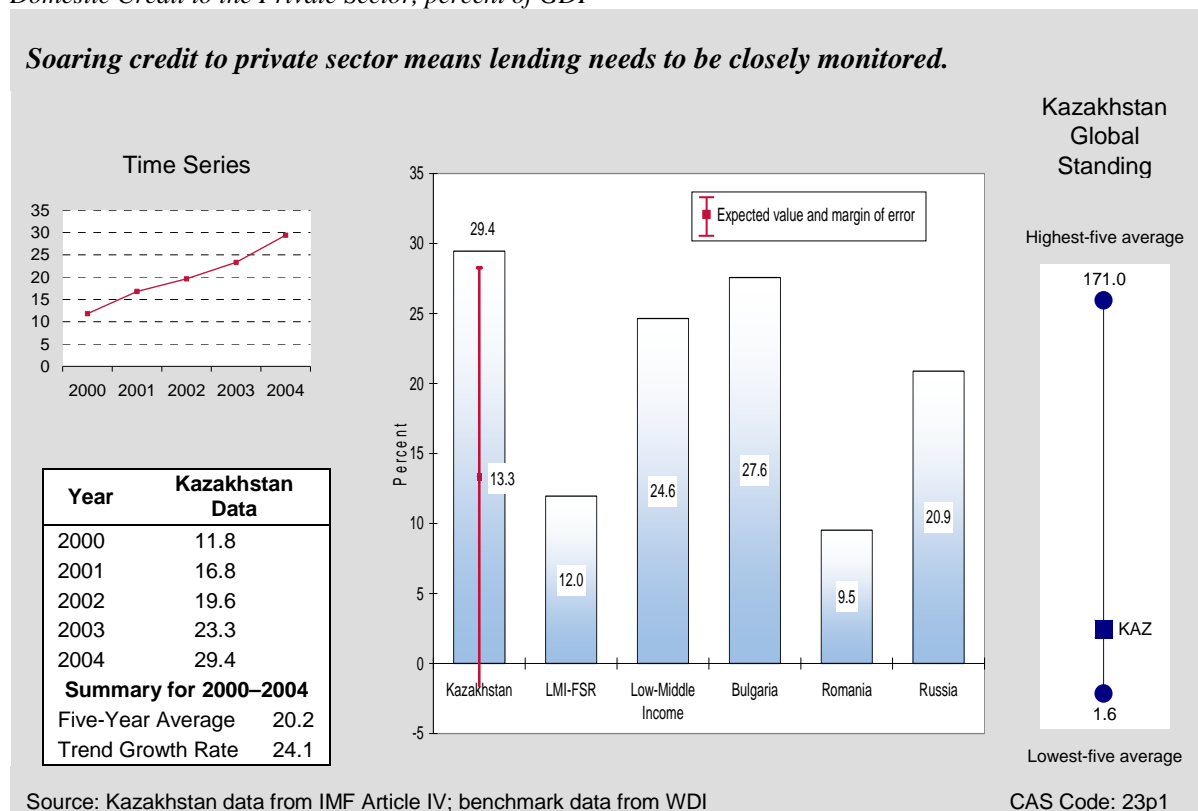 Domestic Credit to the Private Sector, percent of GDP
Soaring credit to private sector means lending needs to be closely monitored.
Time Series
35
30
25
20
15
10
5
0
2000 2001 2002 2003 2004
Year Kazakhstan Data
2000 11.8
2001 16.8
2002 19.6
2003 23.3
2004 29.4
Summary for 2000–2004
Five-Year Average 20.2
Trend Growth Rate 24.1
35
30
25
20
15
10
5
0
-5
Percent
Expected value and margin of error
29.4
13.3
12.0
24.6
27.6
9.5
20.9
Kazakhstan LMI-FSR Low-Middle Income Bulgaria Romania Russia
Kazakhstan
Global
Standing
Highest-five average
171.0
KAZ
1.6
Lowest-five average
Source: Kazakhstan data from IMF Article IV; benchmark data from WDI
CAS Code: 23p1